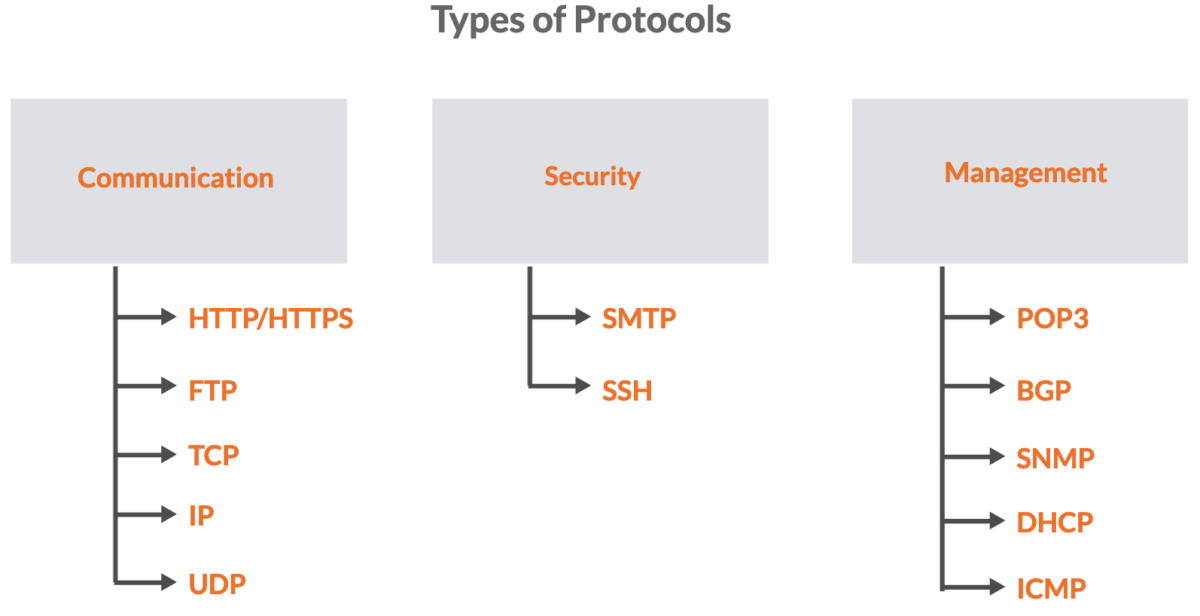 Types of Protocols
Communication
HTTP/HTTPS
FTP
TCP
IP
UDP
Security
SMTP
SSH
Management
POP3
BGP
SNMP
DHCP
ICMP